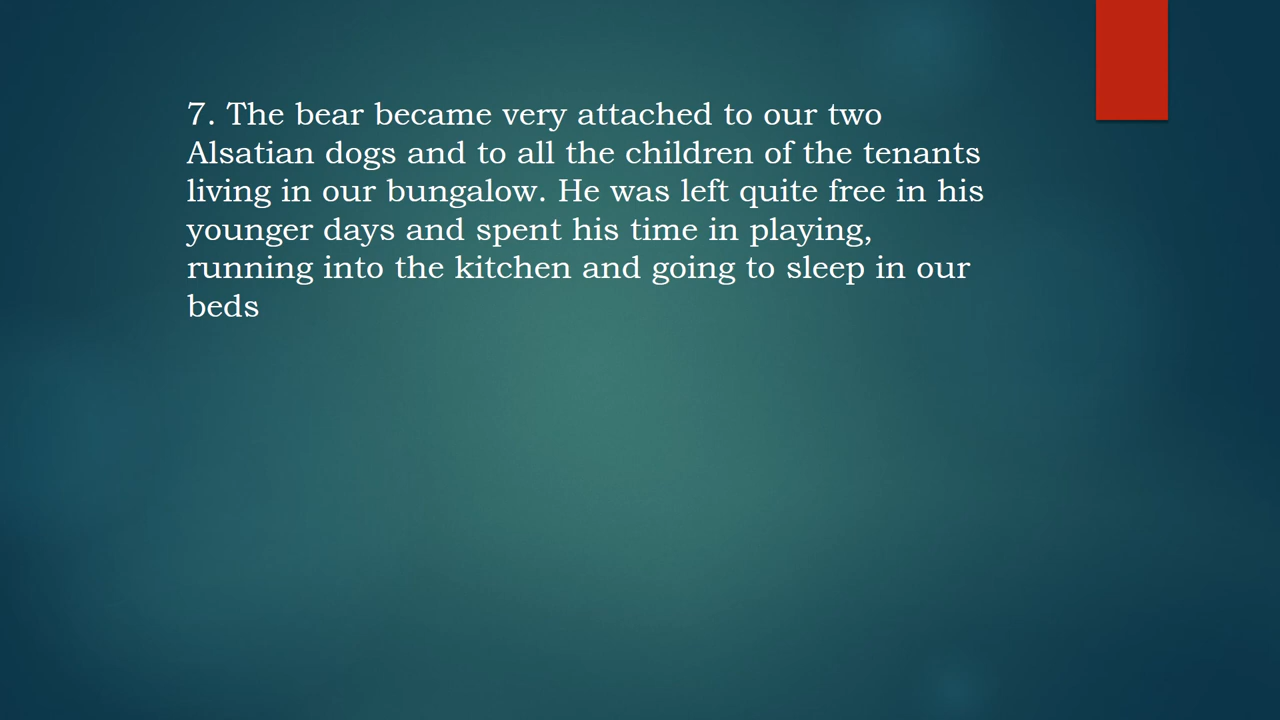 7. The bear became very attached to our two
Alsatian dogs and to all the children of the tenants
living in our bungalow. He was left quite free in his
younger days and spent his time in playing,
running into the kitchen and going to sleep in our
beds